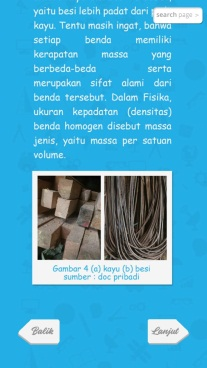 yaitu besi lebih padat dari
search page
kayu. Tentu masih ingat, bahwa
setiap benda memiliki
kerapatan massa yang
berbeda-beda serta
merupakan sifat alami dari
benda tersebut. Dalam Fisika,
ukuran kepadatan (densitas)
benda homogen disebut massa
jenis, yaitu massa per satuan
volume.
Gambar 4 (a) kayu (b) besi
sumber : doc pribadi
Balik
Lanjut